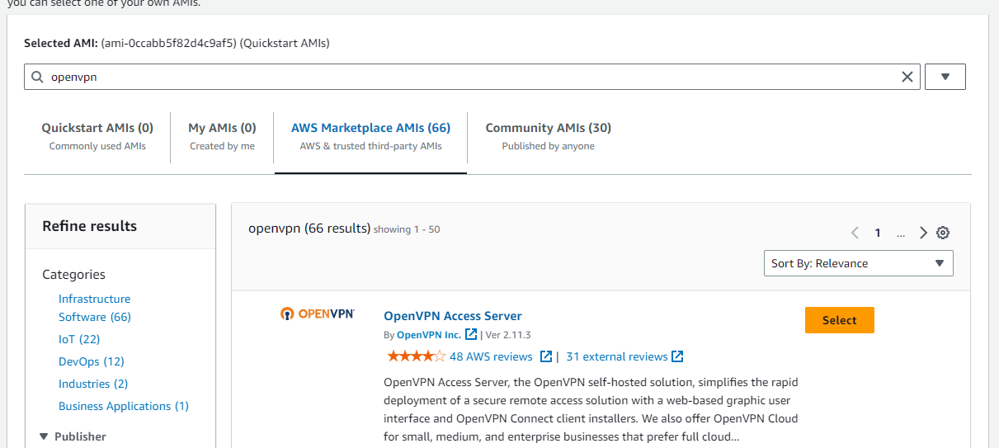 you can select one of your own AMIs.
Selected AMI: (ami-0ccabb5f82d4c9af5) (Quickstart AMIs)
openvpn
Quickstart AMIs (0)
Commonly used AMIs
My AMIs (0)
Created by me
AWS Marketplace AMIs (66)
AWS & trusted third-party AMIs
Community AMIs (30)
Published by anyone
Refine results
Categories
Infrastructure
Software (66)
IoT (22)
DevOps (12)
Industries (2)
Business Applications (1)
Publisher
openvpn (66 results) showing 1 - 50
1 ...
Sort By: Relevance
OPENVPN
OpenVPN Access Server
By OpenVPN Inc. | Ver 2.11.3
48 AWS reviews | 31 external reviews
OpenVPN Access Server, the OpenVPN self-hosted solution, simplifies the rapid
deployment of a secure remote access solution with a web-based graphic user
interface and OpenVPN Connect client installers. We also offer OpenVPN Cloud
for small, medium, and enterprise businesses that prefer full cloud...
Select